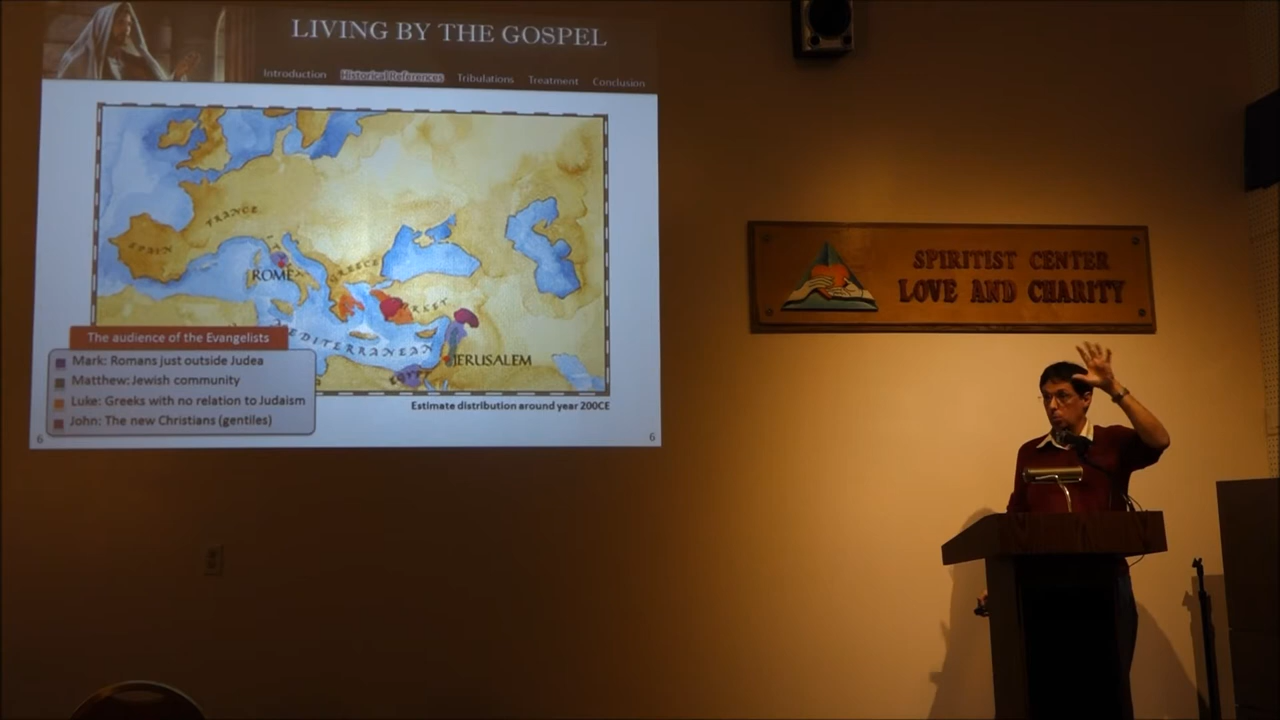 LIVING BY THE GOSPEL
Introduction Historical References Tribulations Treatment Conclusion
FRANCE
SPAIN
ROME
GREECE
MEDITERRANEAN
JERUSALEM
EGYPT
The audience of the Evangelists
Mark: Romans just outside Judea
Matthew: Jewish community
Luke: Greeks with no relation to Judaism
John: The new Christians (gentiles)
Estimate distribution around year 200CE
6
6
SPIRITIST CENTER
LOVE AND CHARITY